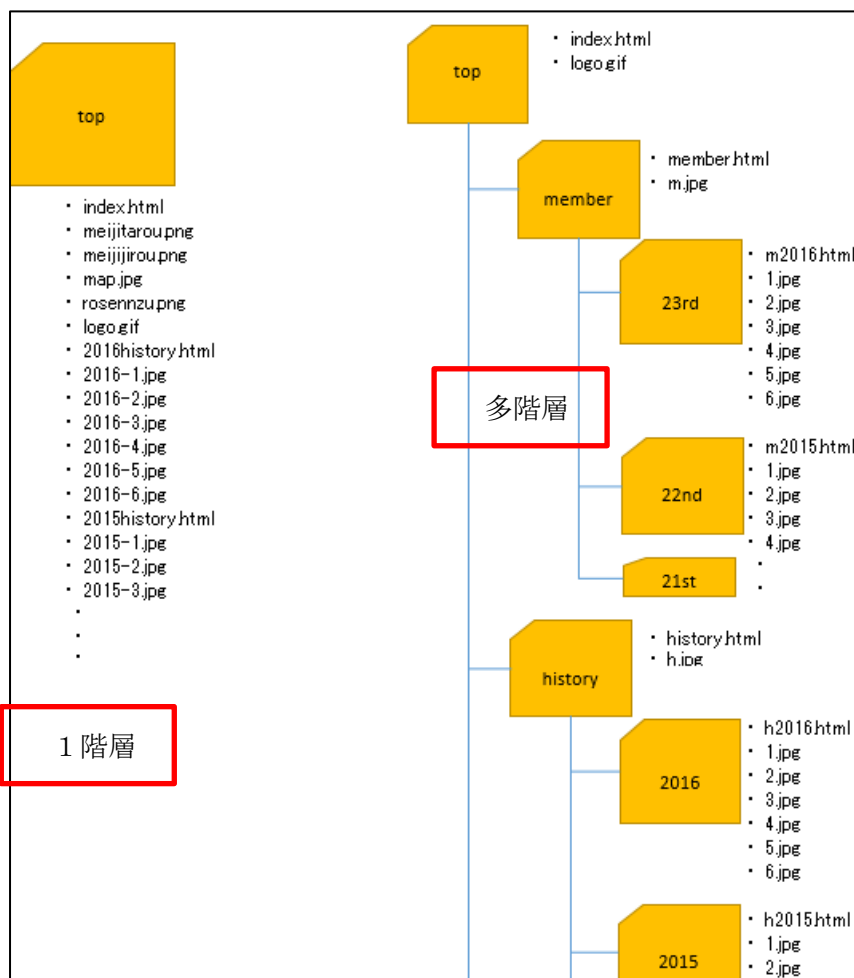 top
・ index.html
・ meijitarou.png
・ meijijirou.png
・ map.jpg
・ rosennzu.png
・ logo.gif
・ 2016history.html
・ 2016-1.jpg
・ 2016-2.jpg
・ 2016-3.jpg
・ 2016-4.jpg
・ 2016-5.jpg
・ 2016-6.jpg
・ 2015history.html
・ 2015-1.jpg
・ 2015-2.jpg
・ 2015-3.jpg
・
・
・
１階層
top
・ index.html
・ logo.gif
member
・ member.html
・ m.jpg
23rd
・ m2016.html
・ 1.jpg
・ 2.jpg
・ 3.jpg
・ 4.jpg
・ 5.jpg
・ 6.jpg
多階層
22nd
・ m2015.html
・ 1.jpg
・ 2.jpg
・ 3.jpg
・ 4.jpg
21st
・
・
history
・ history.html
・ h.jpg
2016
・ h2016.html
・ 1.jpg
・ 2.jpg
・ 3.jpg
・ 4.jpg
・ 5.jpg
・ 6.jpg
2015
・ h2015.html
・ 1.jpg
・ 2.jpg